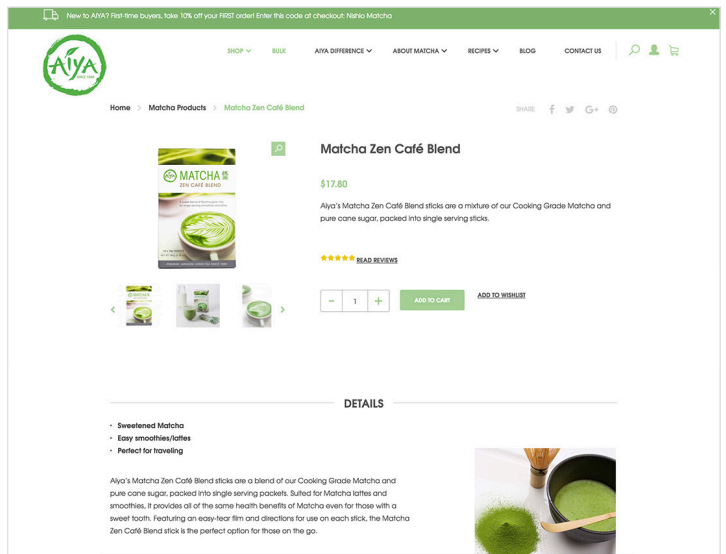 New to AIYA? First-time buyers, take 10% off your FIRST order! Enter this code at checkout: Nishio Matcha
AIYA
SINCE 1888
SHOP
BULK
AIYA DIFFERENCE
ABOUT MATCHA
RECIPES
BLOG
CONTACT US
Home > Matcha Products > Matcha Zen Café Blend
SHARE
MATCHA
ZEN CAFÉ BLEND
Matcha Zen Café Blend
$17.80
Aiya's Matcha Zen Café Blend sticks are a mixture of our Cooking Grade Matcha and
pure cane sugar, packed into single serving sticks.
READ REVIEWS
- 1 +
ADD TO CART
ADD TO WISHLIST
DETAILS
• Sweetened Matcha
• Easy smoothies/lattes
• Perfect for traveling
Aiya's Matcha Zen Café Blend sticks are a blend of our Cooking Grade Matcha and
pure cane sugar, packed into single serving packets. Suited for Matcha lattes and
smoothies, it provides all of the same health benefits of Matcha even for those with a
sweet tooth. Featuring an easy-tear film and directions for use on each stick, the Matcha
Zen Café Blend stick is the perfect option for those on the go.